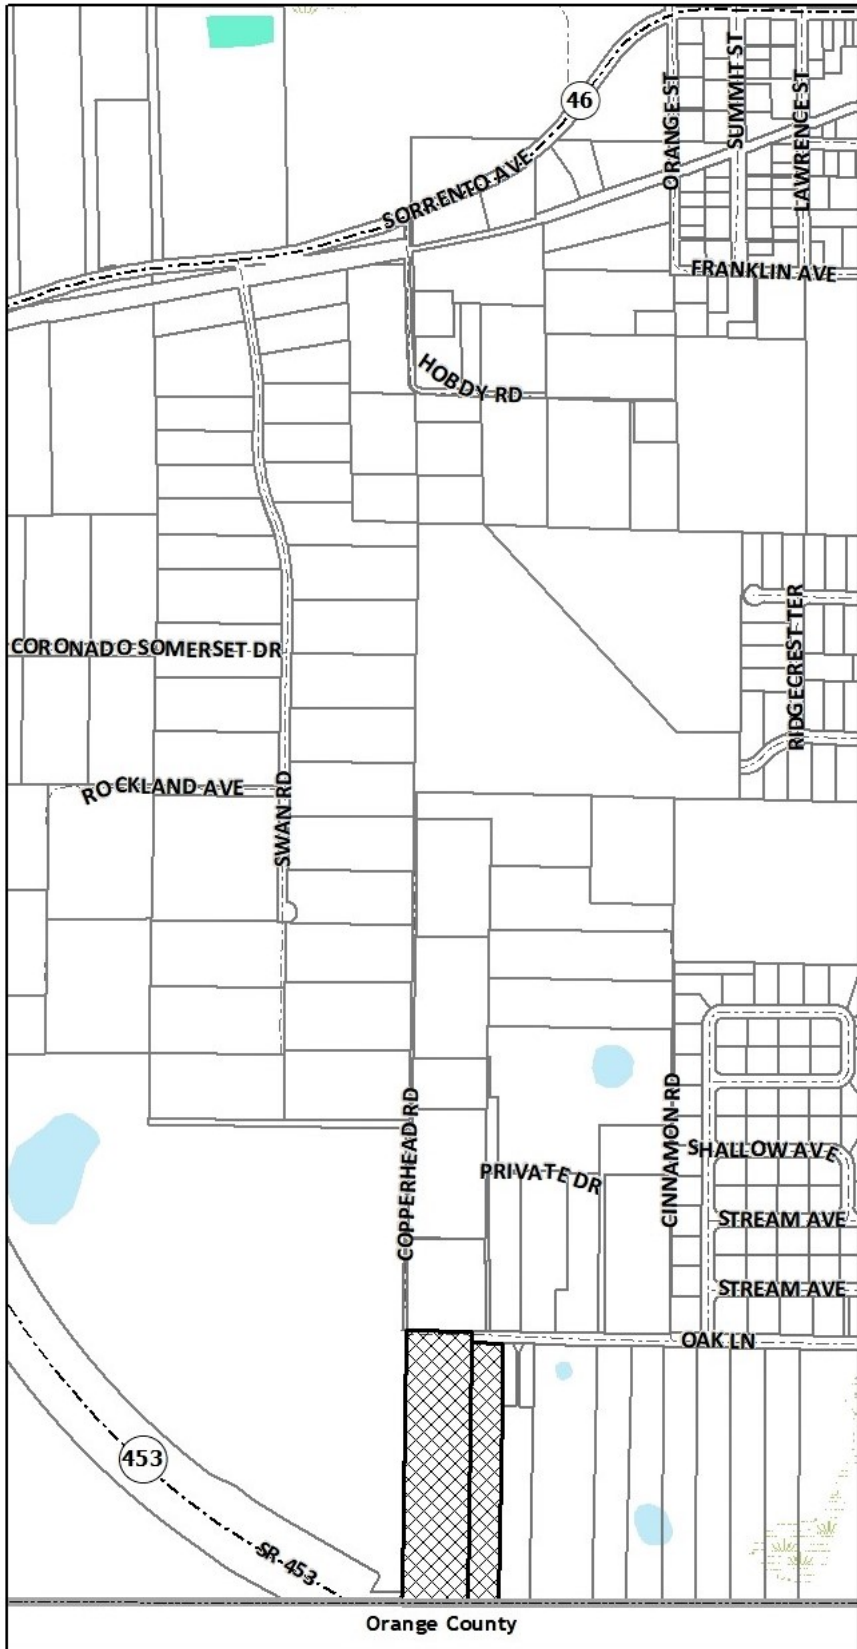 46
ORANGE ST
SUMMIT ST
LAWRENCE ST
SORRENTO AVE
FRANKLIN AVE
HOBDY RD
RIDGECREST TER
CORONADO SOMERSET DR
ROCKLAND AVE
SWAN RD
COPPERHEAD RD
CINNAMON RD
SHALLOW AVE
PRIVATE DR
STREAM AVE
STREAM AVE
OAK LN
453
SR 453
Orange County